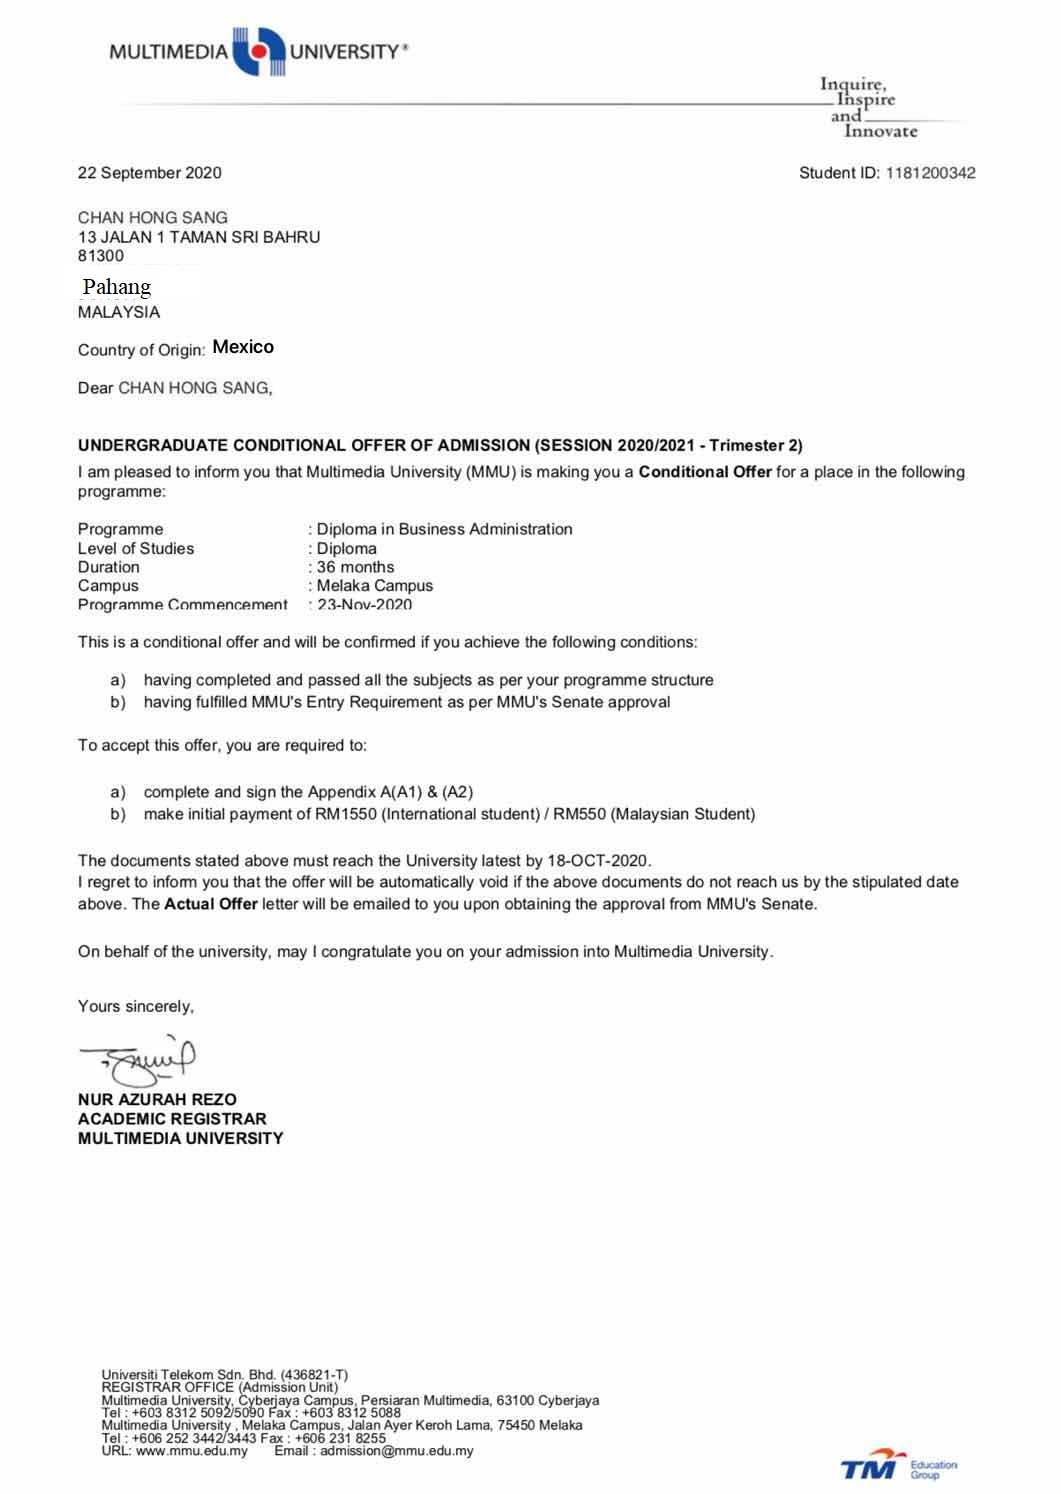 MULTIMEDIA UNIVERSITY®
Inquire,
Inspire
and
Innovate
22 September 2020 Student ID: 1181200342
CHAN HONG SANG
13 JALAN 1 TAMAN SRI BAHRU
81300
Pahang
MALAYSIA
Country of Origin: Mexico
Dear CHAN HONG SANG,
UNDERGRADUATE CONDITIONAL OFFER OF ADMISSION (SESSION 2020/2021 - Trimester 2)
I am pleased to inform you that Multimedia University (MMU) is making you a Conditional Offer for a place in the following
programme:
Programme : Diploma in Business Administration
Level of Studies : Diploma
Duration : 36 months
Campus : Melaka Campus
Programme Commencement : 23-Nov-2020
This is a conditional offer and will be confirmed if you achieve the following conditions:
a) having completed and passed all the subjects as per your programme structure
b) having fulfilled MMU's Entry Requirement as per MMU's Senate approval
To accept this offer, you are required to:
a) complete and sign the Appendix A(A1) & (A2)
b) make initial payment of RM1550 (International student) / RM550 (Malaysian Student)
The documents stated above must reach the University latest by 18-OCT-2020.
I regret to inform you that the offer will be automatically void if the above documents do not reach us by the stipulated date
above. The Actual Offer letter will be emailed to you upon obtaining the approval from MMU's Senate.
On behalf of the university, may I congratulate you on your admission into Multimedia University.
Yours sincerely,
NUR AZURAH REZO
ACADEMIC REGISTRAR
MULTIMEDIA UNIVERSITY
Universiti Telekom Sdn. Bhd. (436821-T)
REGISTRAR OFFICE (Admission Unit)
Multimedia University, Cyberjaya Campus, Persiaran Multimedia, 63100 Cyberjaya
Tel : +603 8312 5092/5090 Fax : +603 8312 5088
Multimedia University , Melaka Campus, Jalan Ayer Keroh Lama, 75450 Melaka
Tel : +606 252 3442/3443 Fax : +606 231 8255
URL: www.mmu.edu.my Email : admission@mmu.edu.my
TM Education
Group